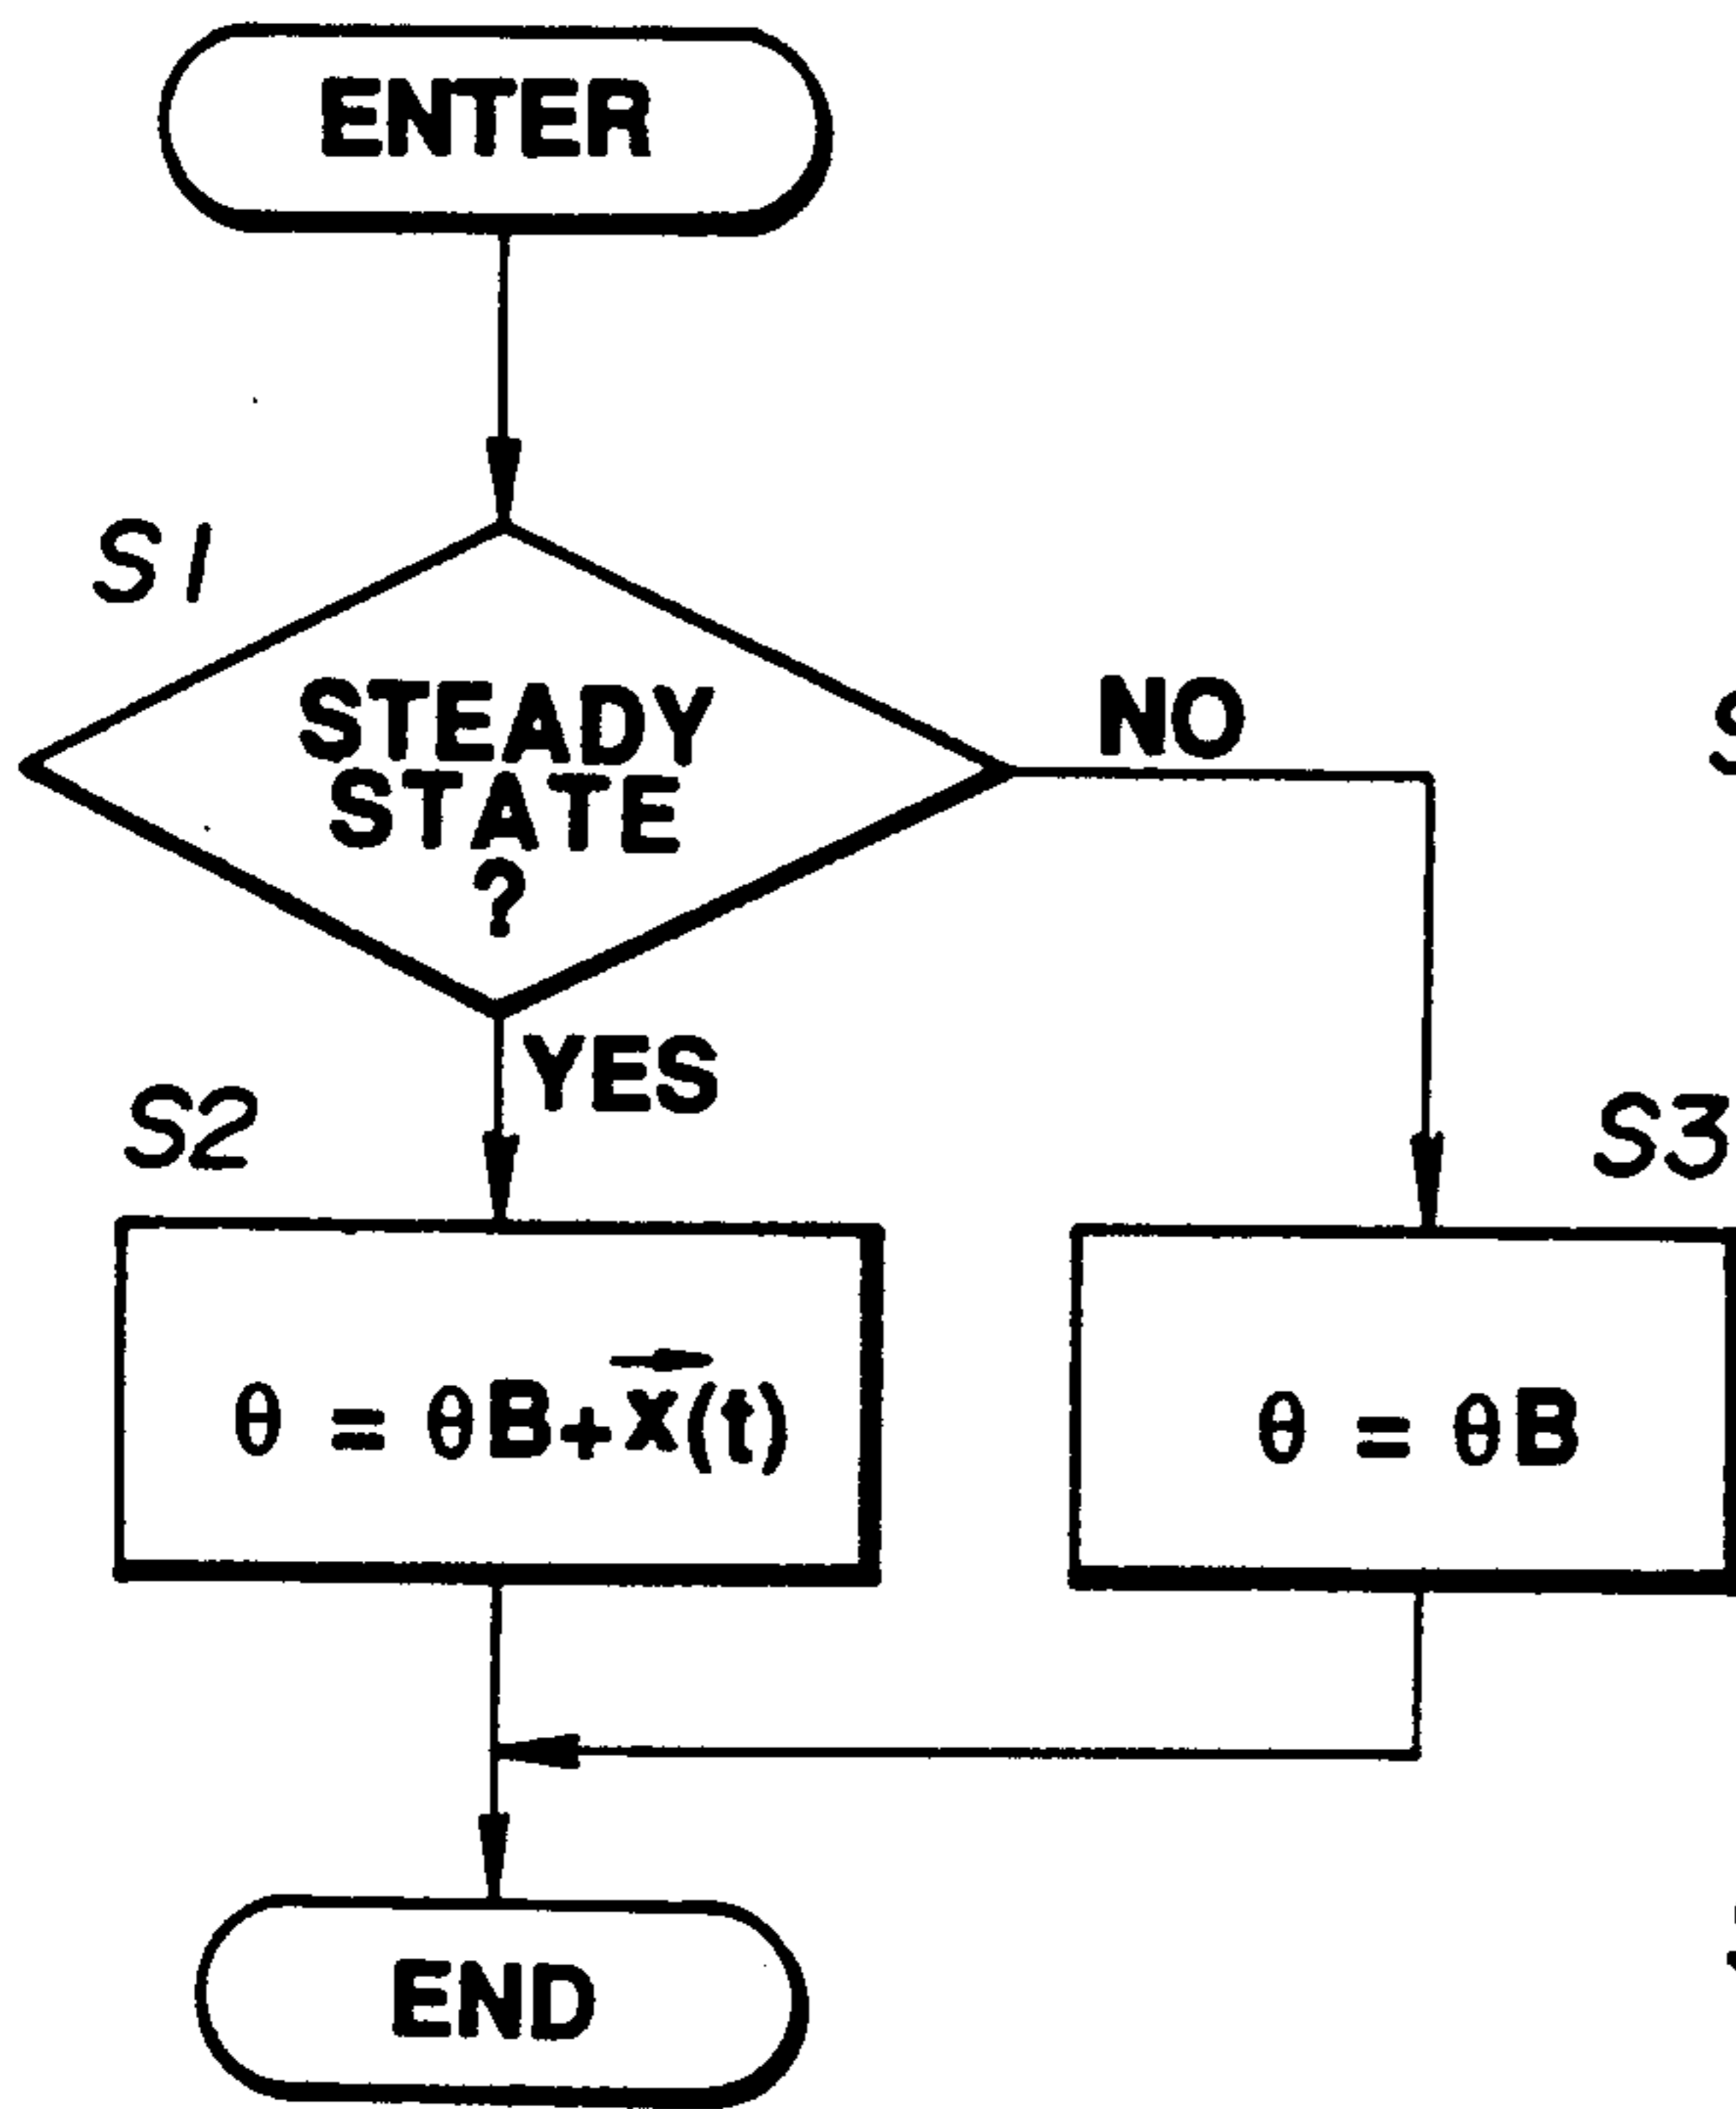 ENTER
S1
STEADY
STATE
?
NO
YES
S2
S3
θ = θB+x⃗(t)
θ = θB
END